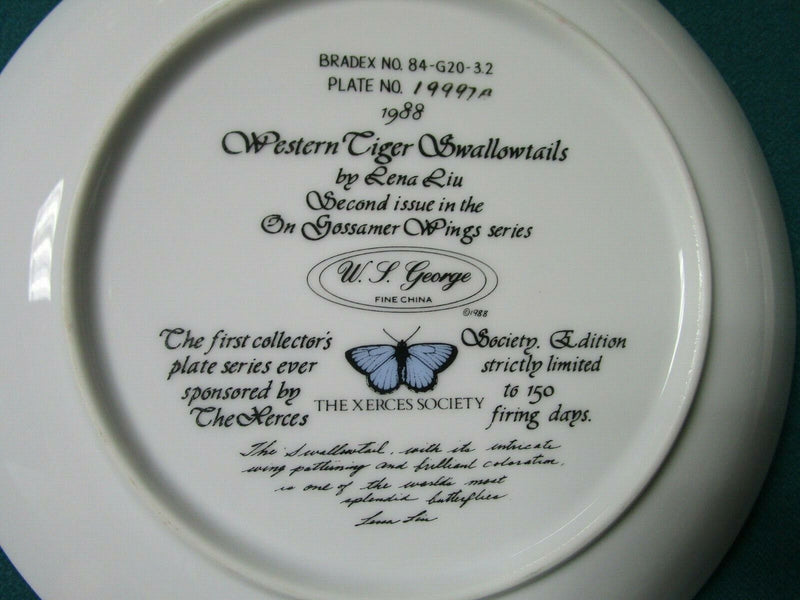 BRADEX NO. 84-G20-3.2
PLATE NO. 19997A
1988
Western Tiger Swallowtails
by Lena Liu
Second issue in the
On Gossamer Wings series
W. S. George
FINE CHINA
©1988
The first collector's
plate series ever
sponsored by
The Xerces
Society. Edition
strictly limited
to 150
firing days.
THE XERCES SOCIETY
The Swallowtail, with its intricate
wing patterning and brilliant coloration,
is one of the worlds most
splendid butterflies
Lena Liu